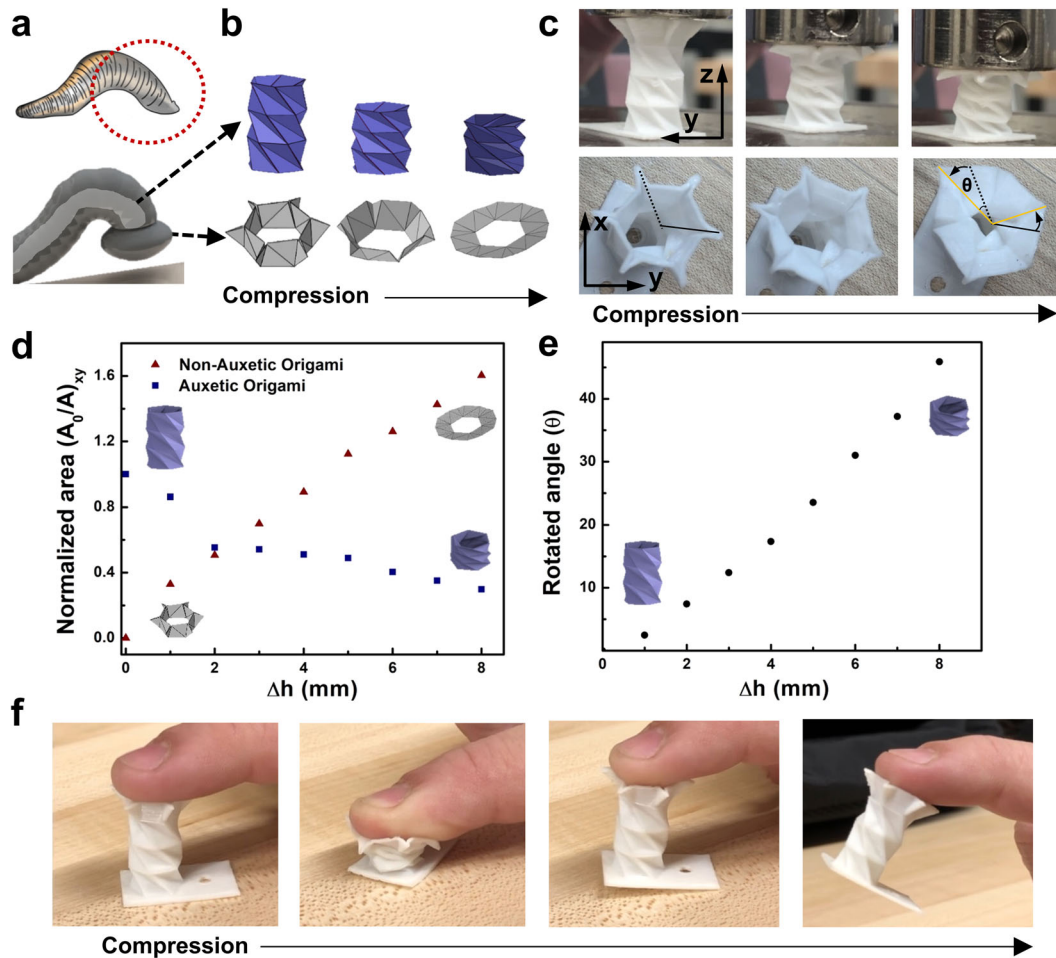 a
b
c
z
y
x
y
θ
Compression
Compression
d
Normalized area (A0/A)xy
Non-Auxetic Origami
Auxetic Origami
1.6
1.2
0.8
0.4
0.0
0 2 4 6 8
Δh (mm)
e
Rotated angle (θ)
40
30
20
10
0 2 4 6 8
Δh (mm)
f
Compression